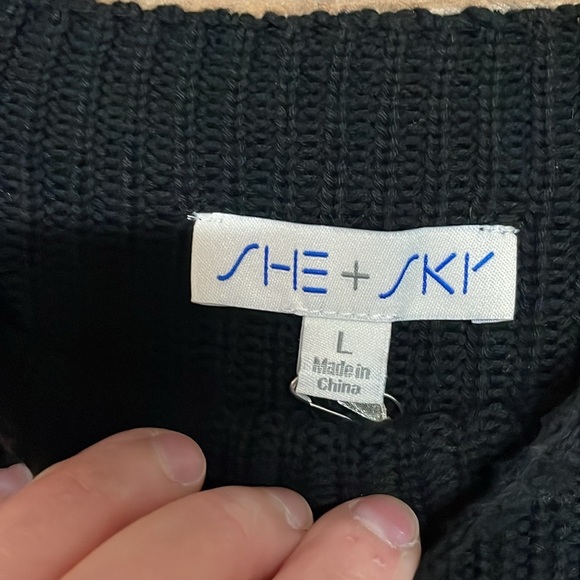 SHE + SKY
L
Made in
China